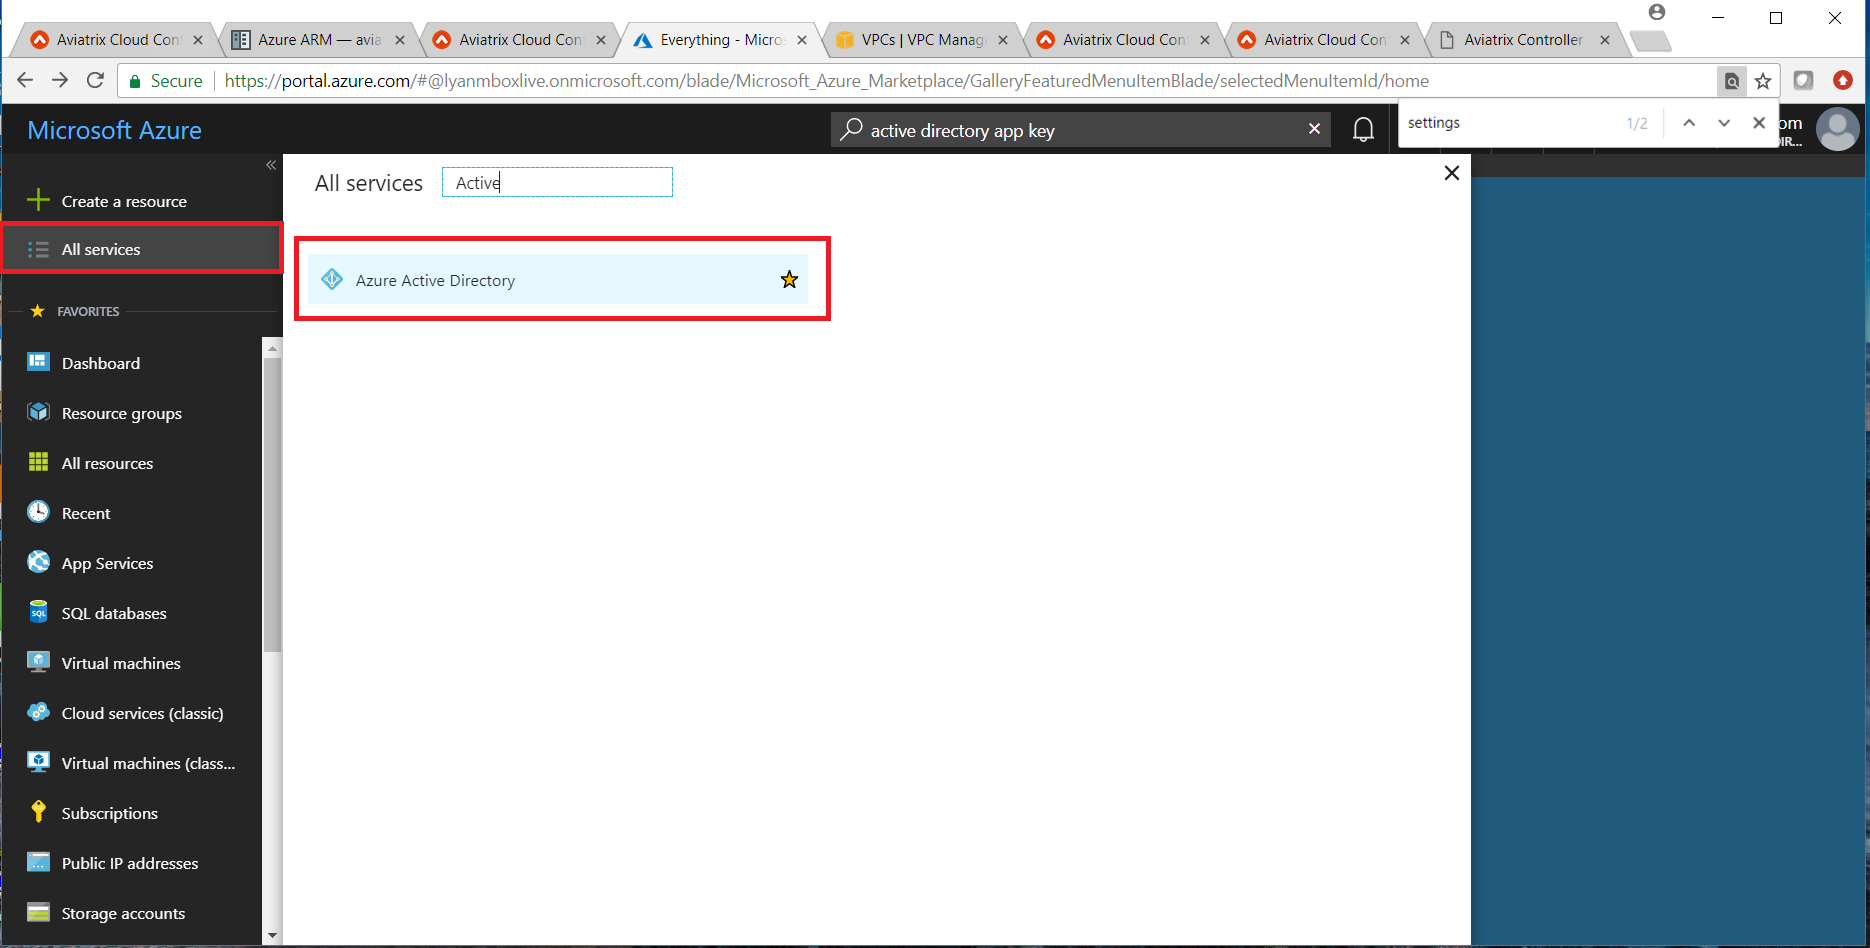 Aviatrix Cloud Con
Azure ARM — avia
Aviatrix Cloud Con
Everything - Micros
VPCs | VPC Manag
Aviatrix Cloud Con
Aviatrix Cloud Con
Aviatrix Controller
Secure
https://portal.azure.com/#@lyanmboxlive.onmicrosoft.com/blade/Microsoft_Azure_Marketplace/GalleryFeaturedMenuItemBlade/selectedMenuItemId/home
Microsoft Azure
active directory app key
settings
1/2
om
IR...
Create a resource
All services
FAVORITES
Dashboard
Resource groups
All resources
Recent
App Services
SQL
SQL databases
Virtual machines
Cloud services (classic)
Virtual machines (class...
Subscriptions
Public IP addresses
Storage accounts
All services
Active
Azure Active Directory